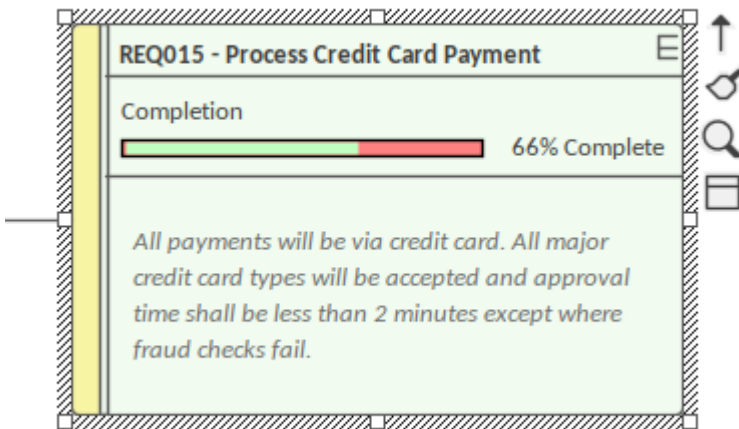 REQ015 - Process Credit Card Payment
Completion
66% Complete
All payments will be via credit card. All major
credit card types will be accepted and approval
time shall be less than 2 minutes except where
fraud checks fail.